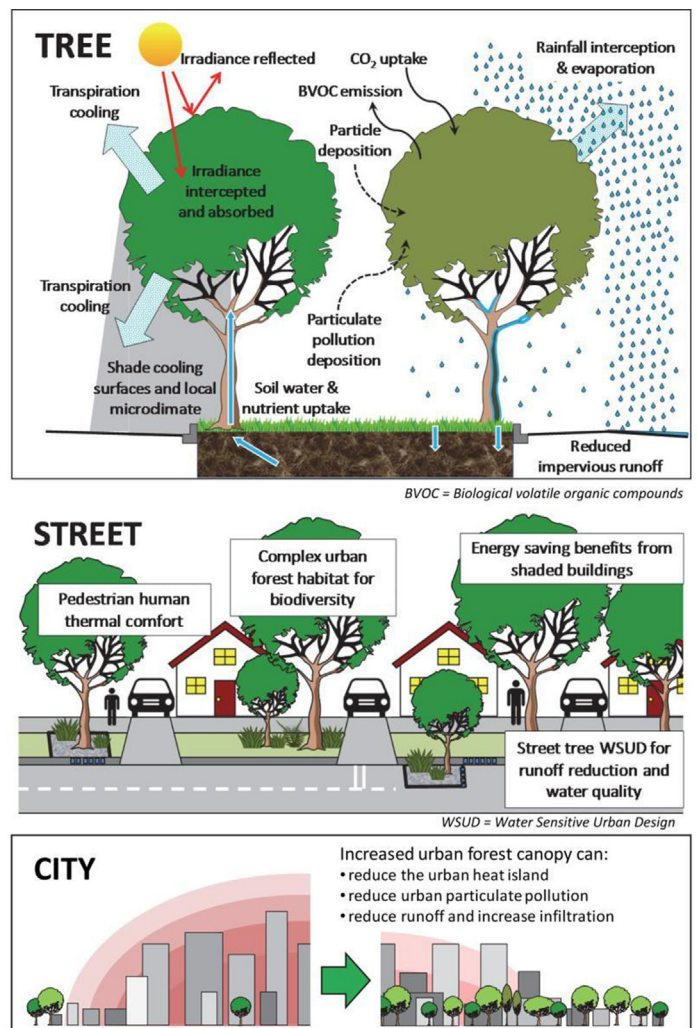 TREE
Irradiance reflected
Transpiration
cooling
Irradiance
intercepted
and absorbed
Transpiration
cooling
Shade cooling
surfaces and local
microdimate
Soil water &
nutrient uptake
CO₂ uptake
BVOC emission
Particle
deposition
Particulate
pollution
deposition
Rainfall interception
& evaporation
Reduced
impervious runoff
BVOC = Biological volatile organic compounds
STREET
Pedestrian human
thermal comfort
Complex urban
forest habitat for
biodiversity
Energy saving benefits from
shaded buildings
Street tree WSUD for
runoff reduction and
water quality
WSUD = Water Sensitive Urban Design
CITY
Increased urban forest canopy can:
• reduce the urban heat island
• reduce urban particulate pollution
• reduce runoff and increase infiltration